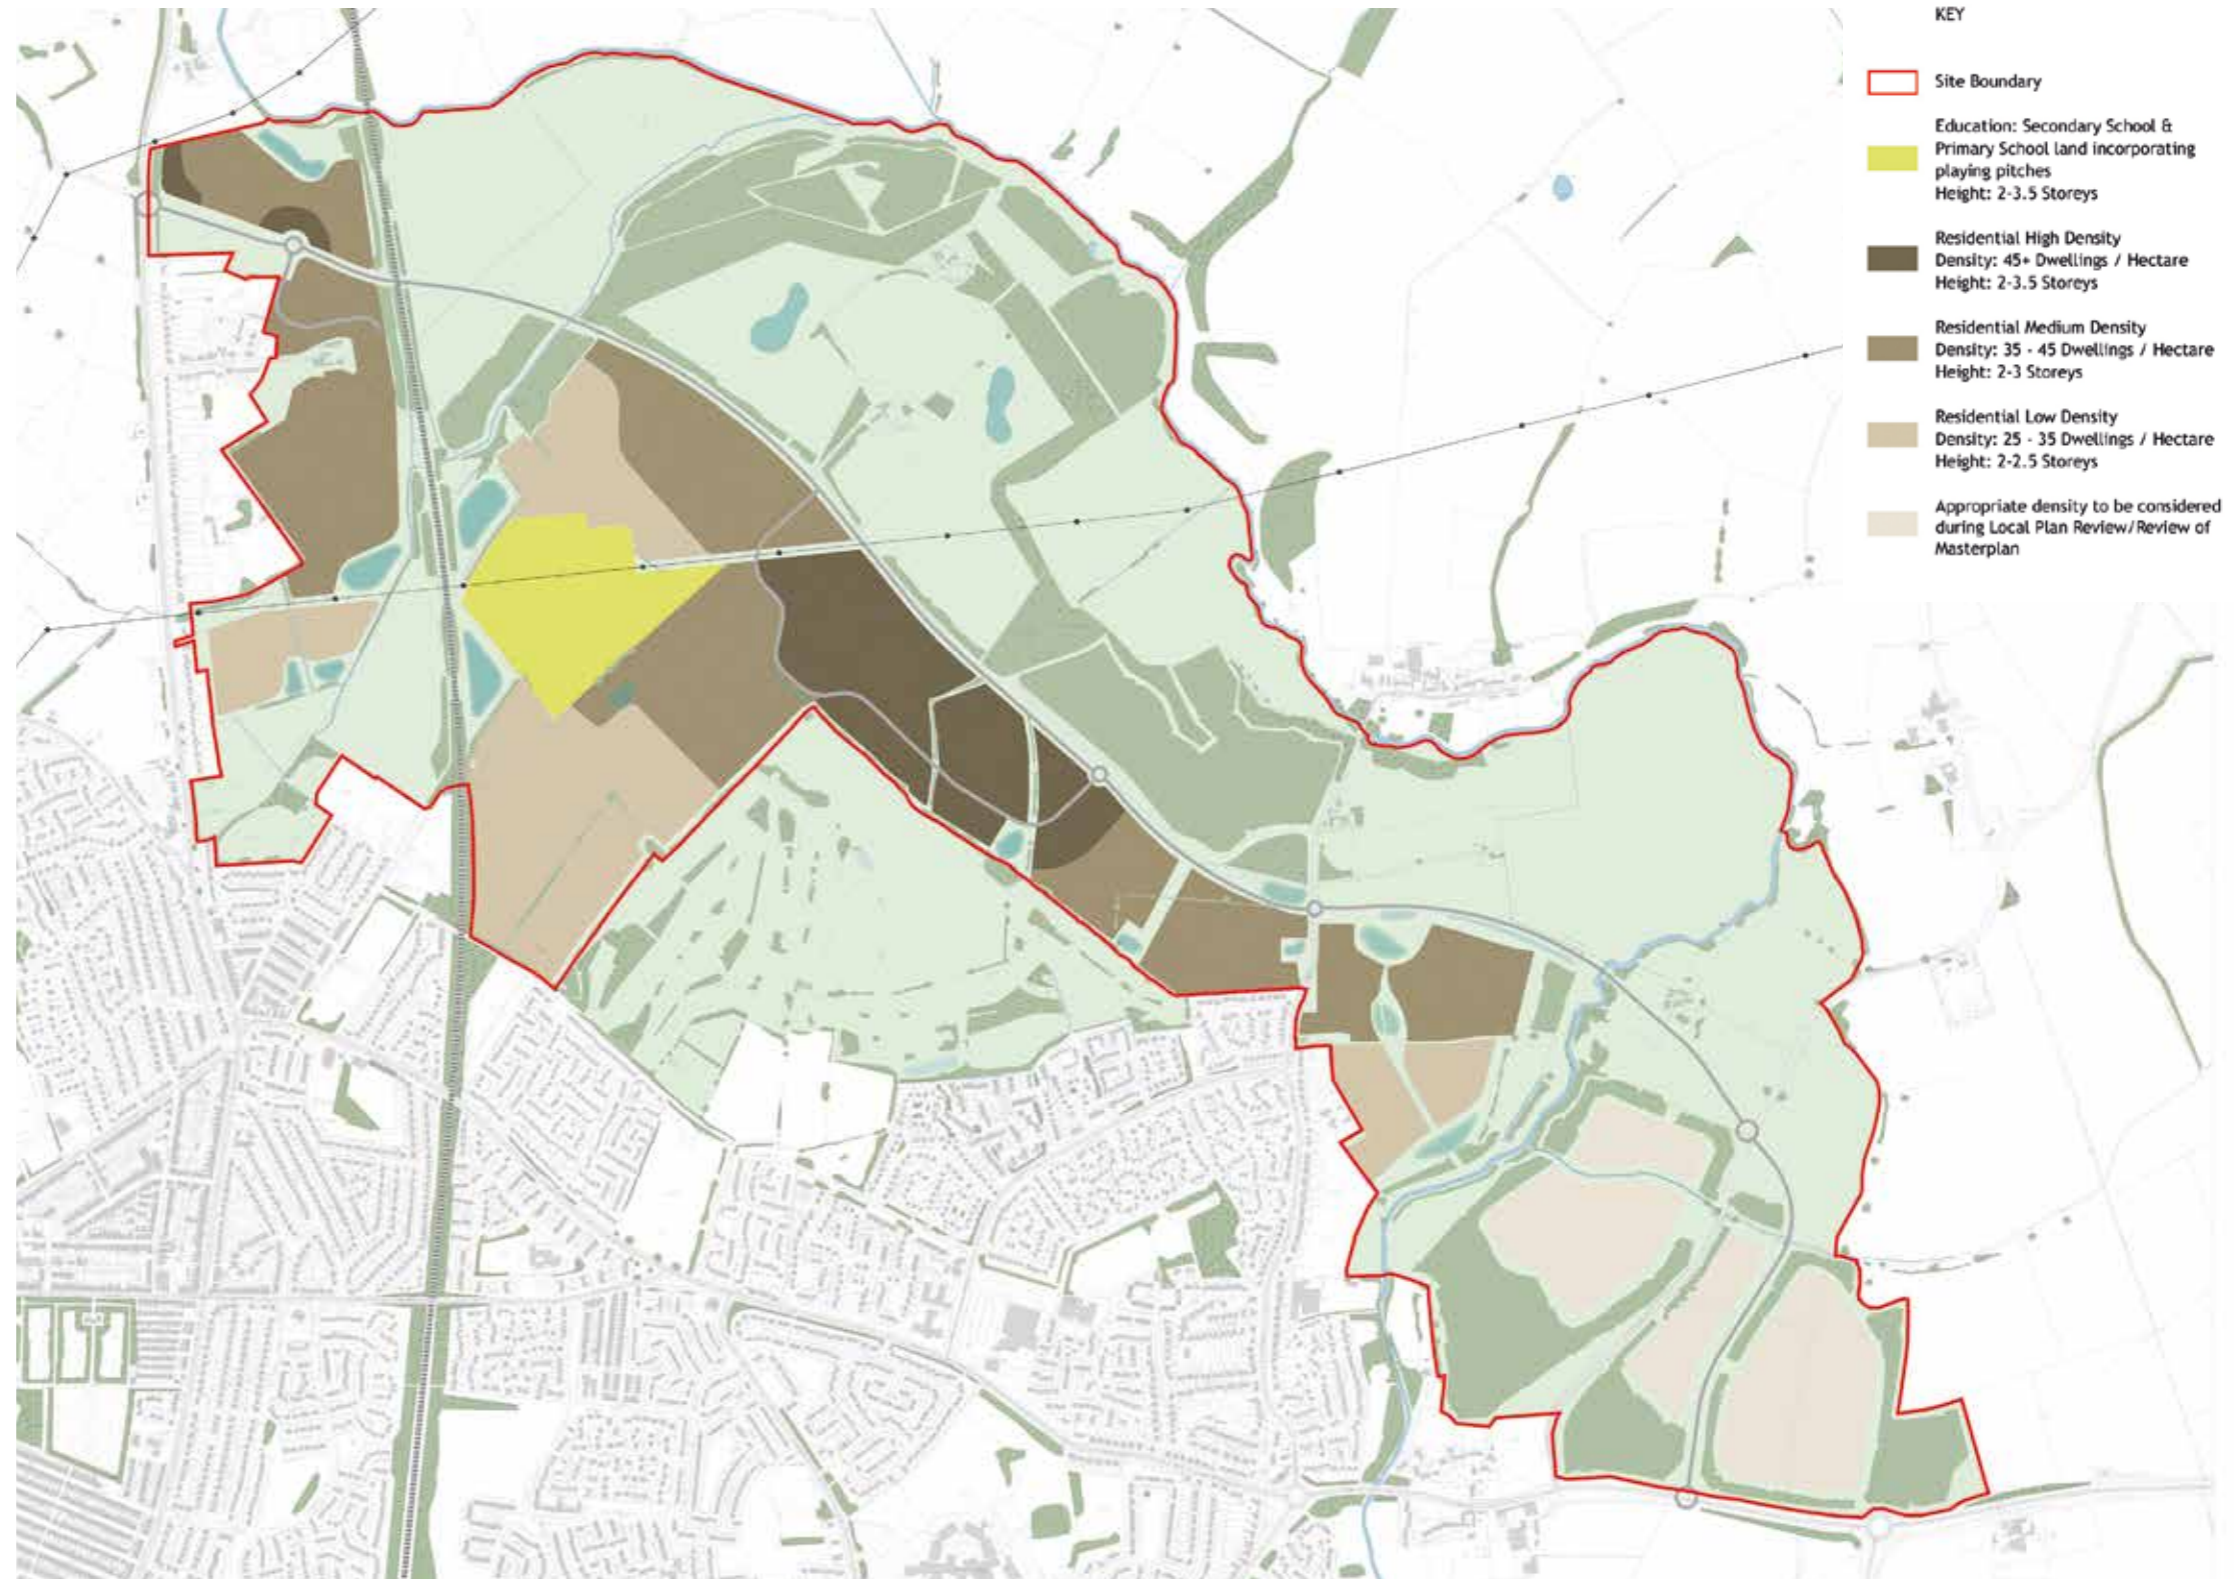 KEY
Site Boundary
Education: Secondary School &
Primary School land incorporating
playing pitches
Height: 2-3.5 Storeys
Residential High Density
Density: 45+ Dwellings / Hectare
Height: 2-3.5 Storeys
Residential Medium Density
Density: 35 - 45 Dwellings / Hectare
Height: 2-3 Storeys
Residential Low Density
Density: 25 - 35 Dwellings / Hectare
Height: 2-2.5 Storeys
Appropriate density to be considered
during Local Plan Review/Review of
Masterplan